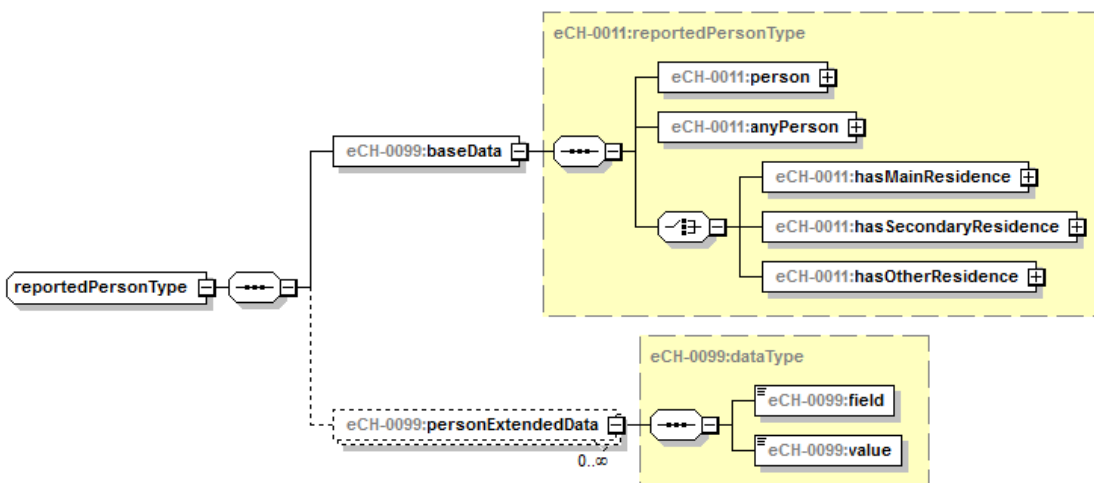 eCH-0011:reportedPersonType
eCH-0011:person
eCH-0011:anyPerson
eCH-0099:baseData
eCH-0011:hasMainResidence
eCH-0011:hasSecondaryResidence
eCH-0011:hasOtherResidence
reportedPersonType
eCH-0099:dataType
eCH-0099:field
eCH-0099:personExtendedData
eCH-0099:value
0..∞